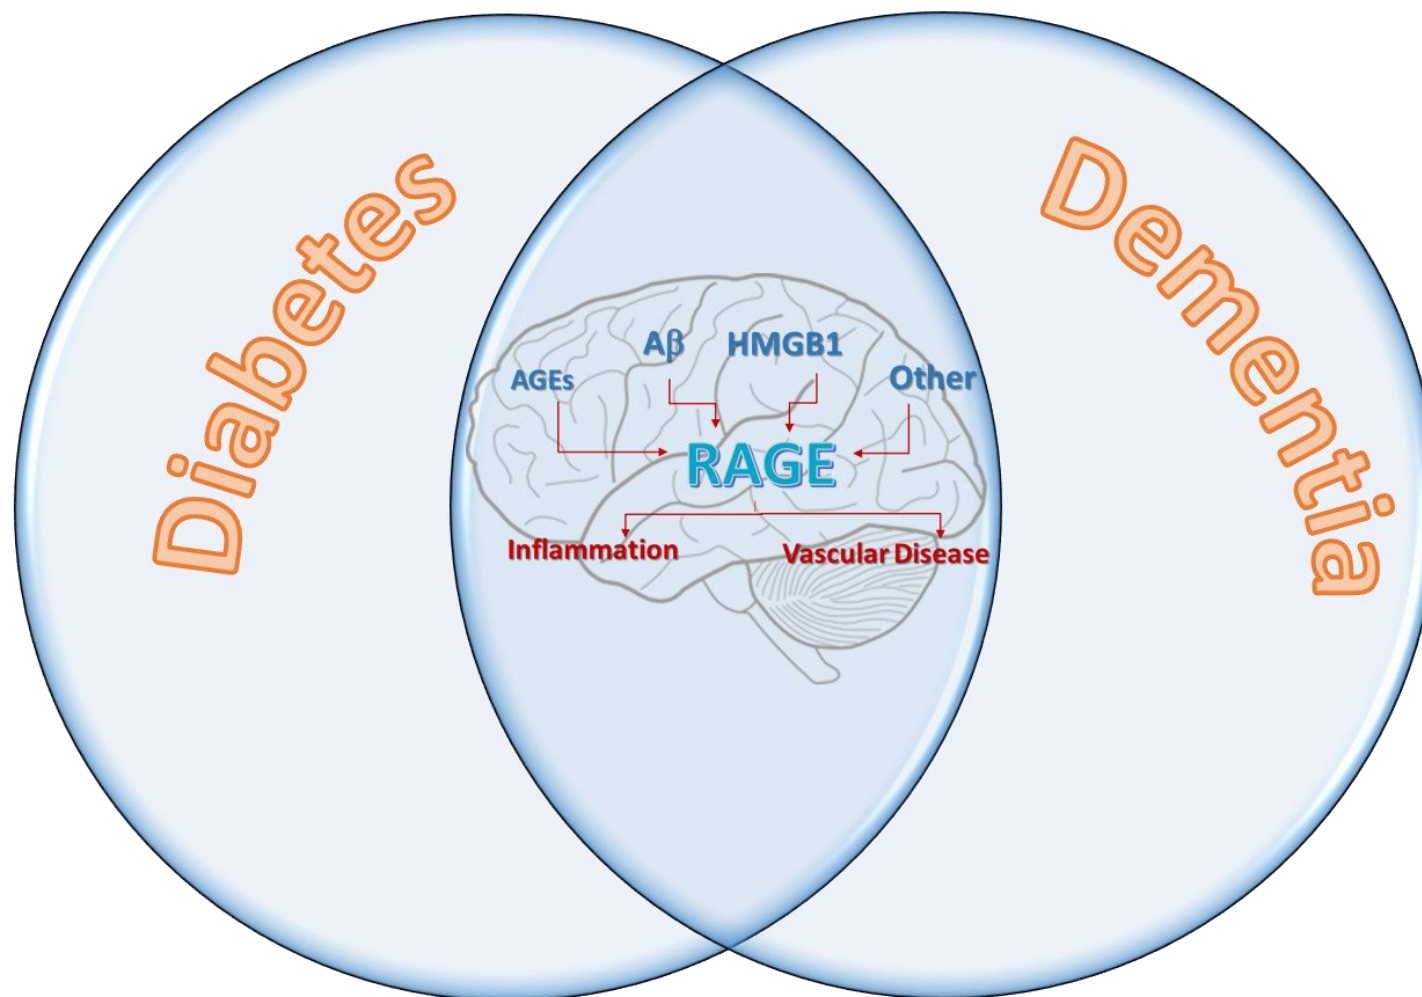 Diabetes
Dementia
Aβ
HMGB1
AGEs
Other
RAGE
Inflammation
Vascular Disease